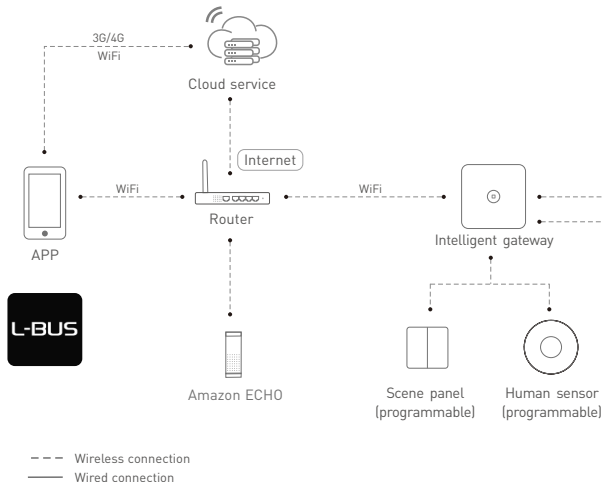 3G/4G
WiFi
Cloud service
Internet
WiFi
WiFi
Router
Intelligent gateway
APP
L-BUS
Amazon ECHO
Scene panel
(programmable)
Human sensor
(programmable)
Wireless connection
Wired connection